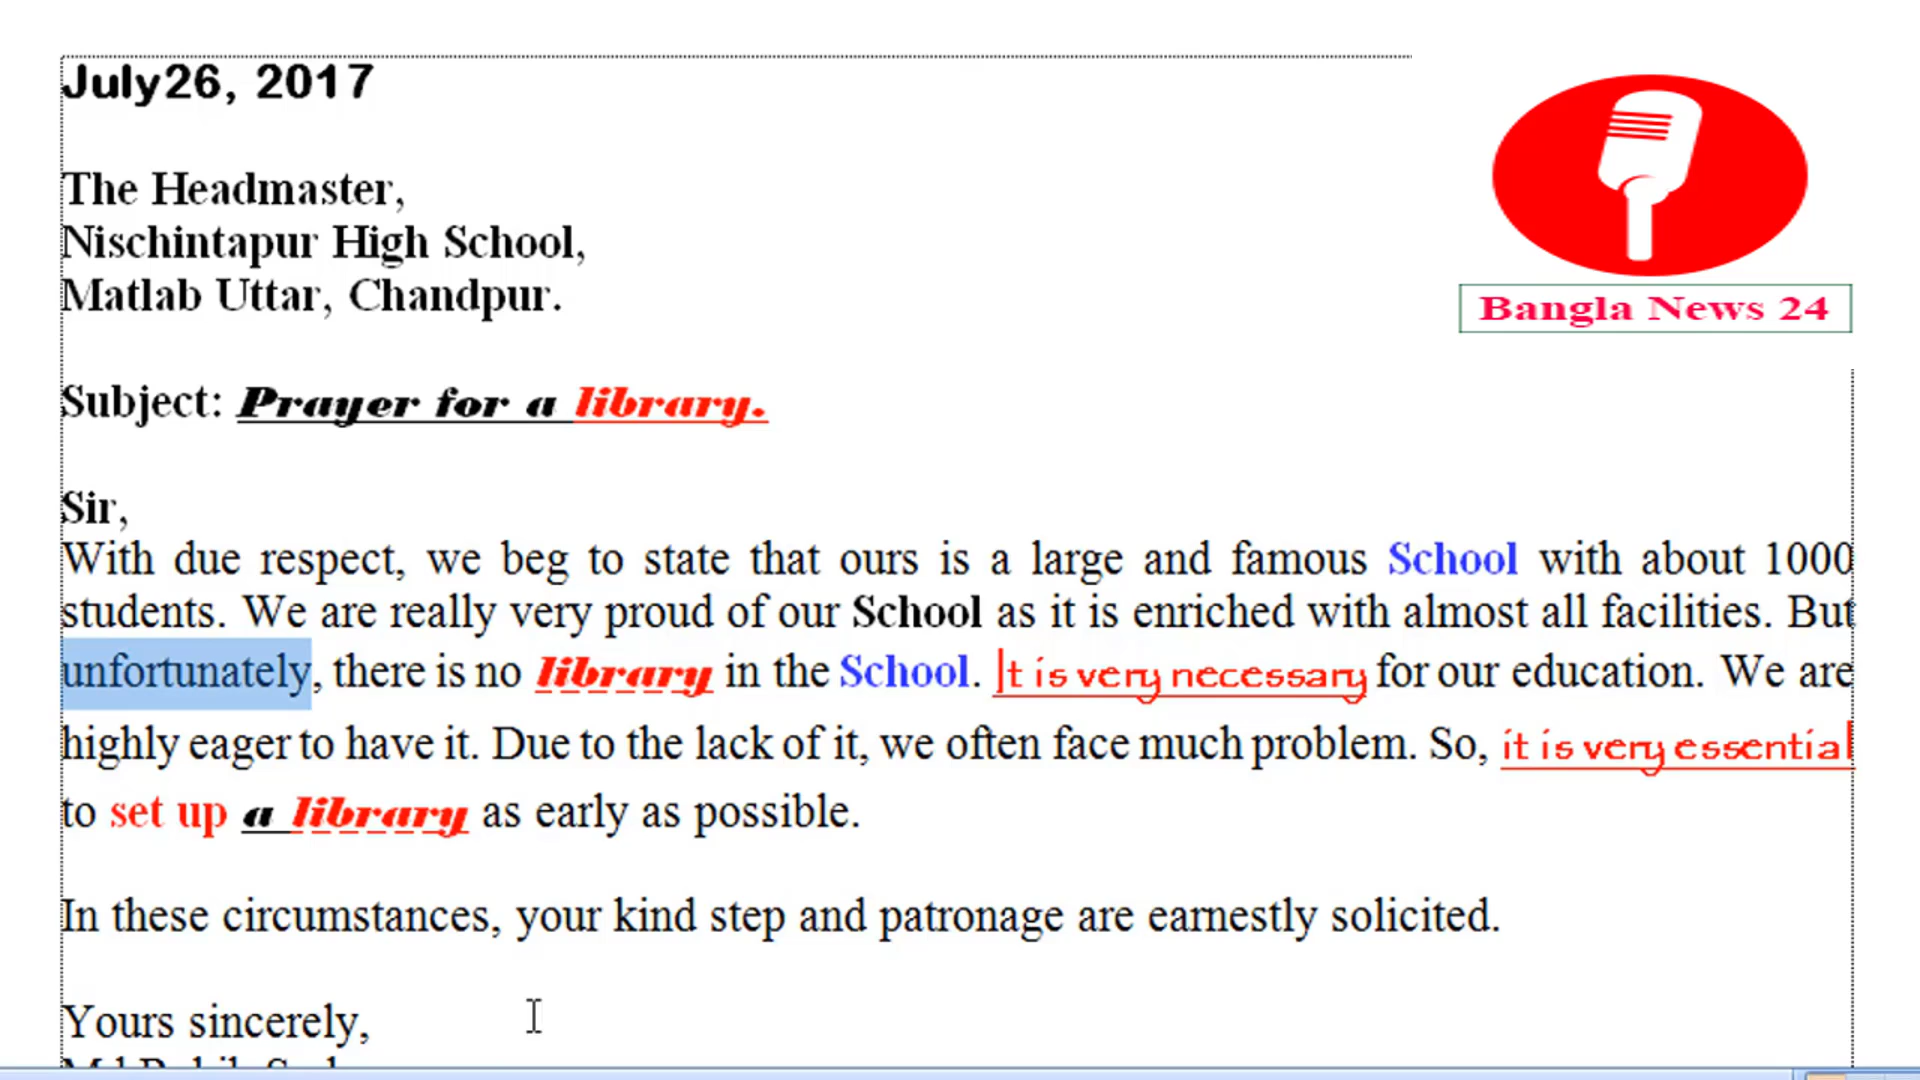 July26, 2017
The Headmaster,
Nischintapur High School,
Matlab Uttar, Chandpur.
Bangla News 24
Subject: Prayer for a library.
Sir,
With due respect, we beg to state that ours is a large and famous School with about 1000
students. We are really very proud of our School as it is enriched with almost all facilities. But
unfortunately, there is no library in the School. It is very necessary for our education. We are
highly eager to have it. Due to the lack of it, we often face much problem. So, it is very essential
to set up a library as early as possible.
In these circumstances, your kind step and patronage are earnestly solicited.
Yours sincerely,